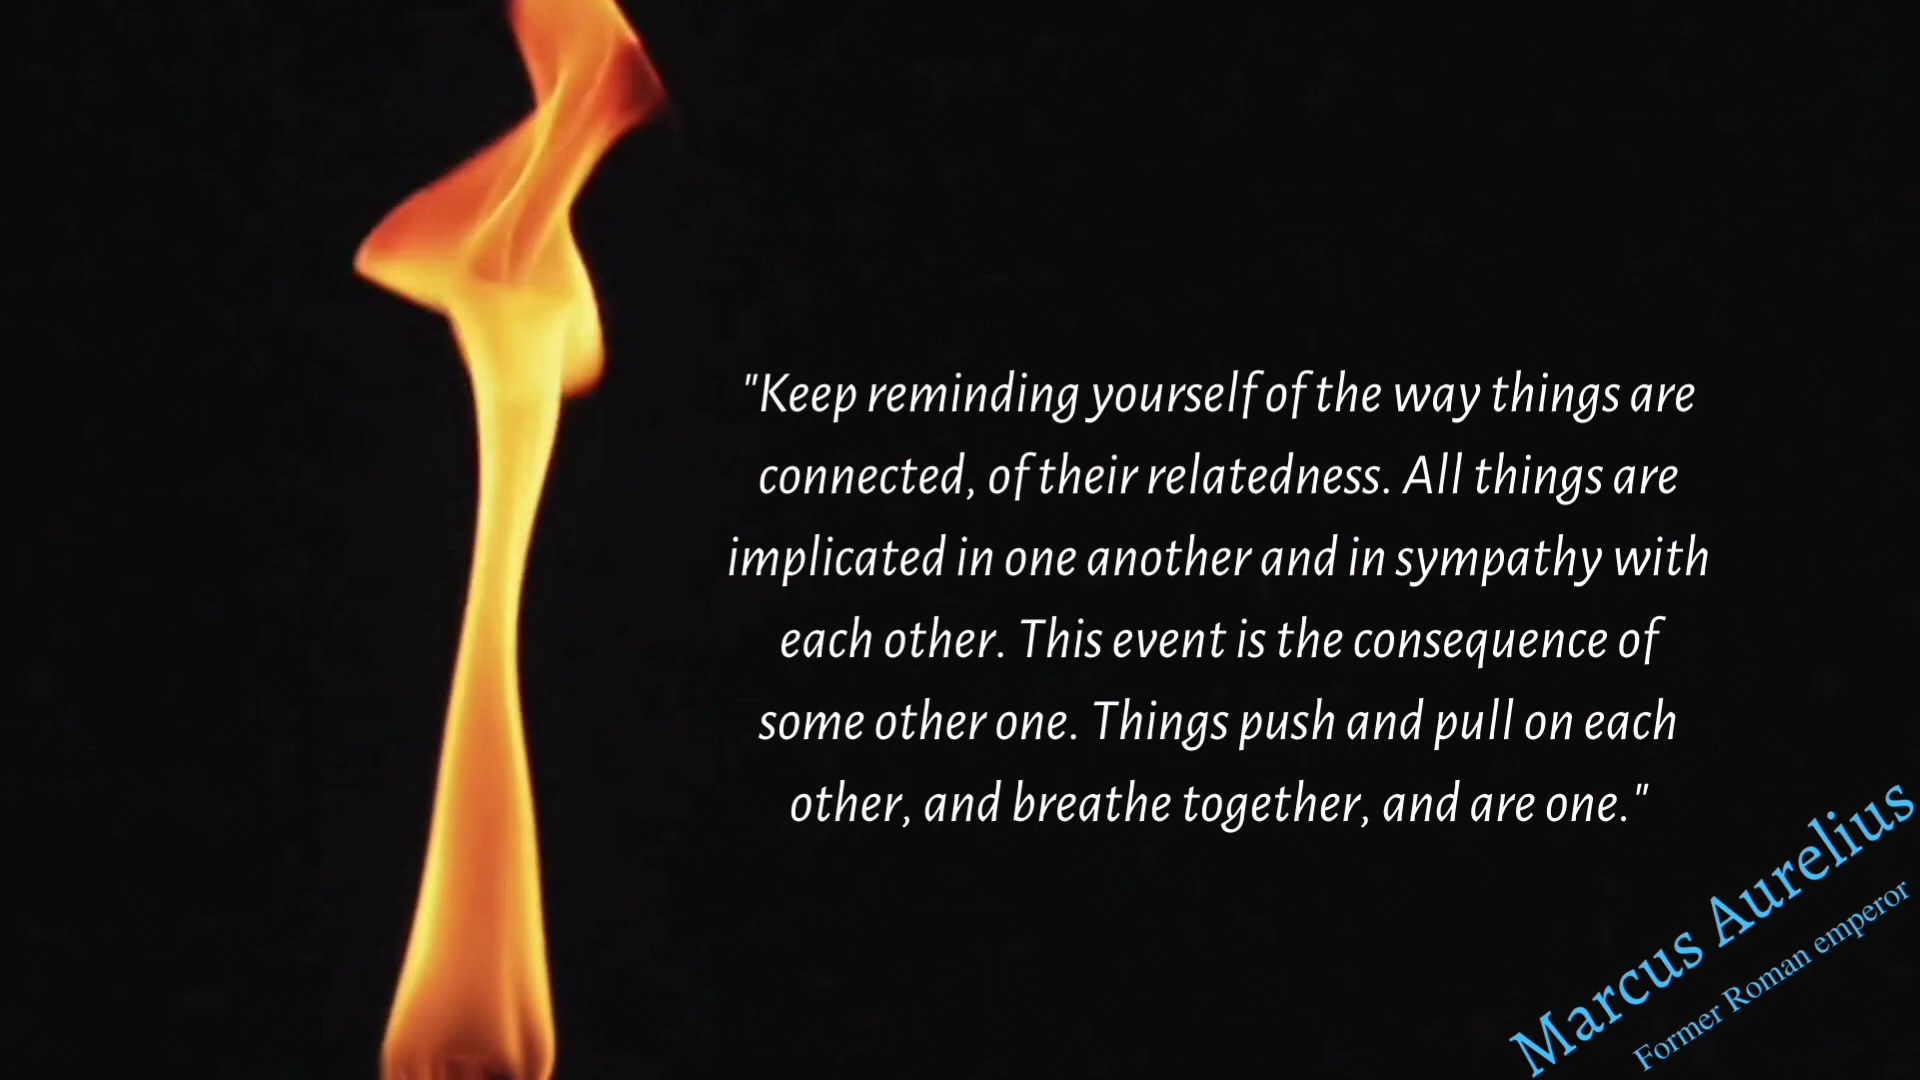 "Keep reminding yourself of the way things are
connected, of their relatedness. All things are
implicated in one another and in sympathy with
each other. This event is the consequence of
some other one. Things push and pull on each
other, and breathe together, and are one."
Marcus Aurelius
Former Roman emperor